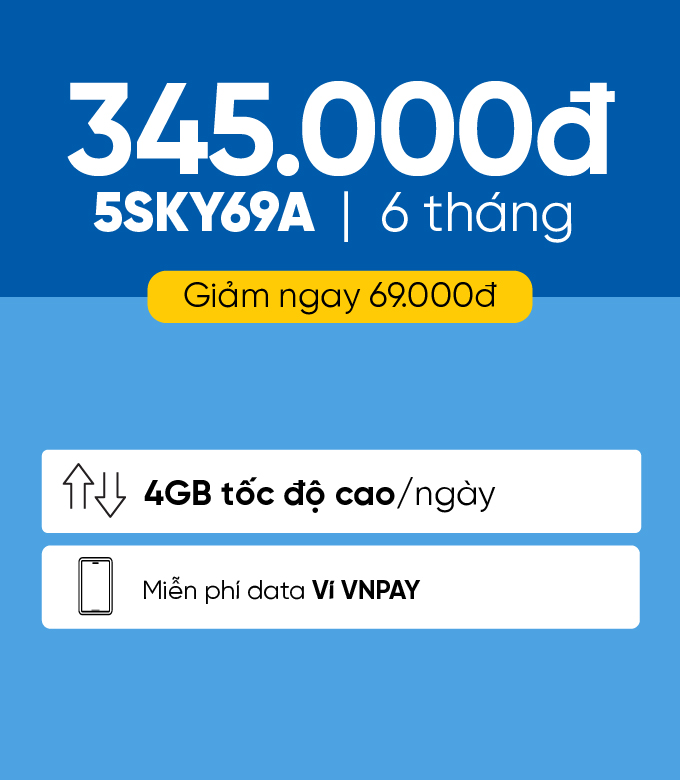 345.000đ
5SKY69A | 6 tháng
Giảm ngay 69.000đ
4GB tốc độ cao/ngày
Miễn phí data Ví VNPAY